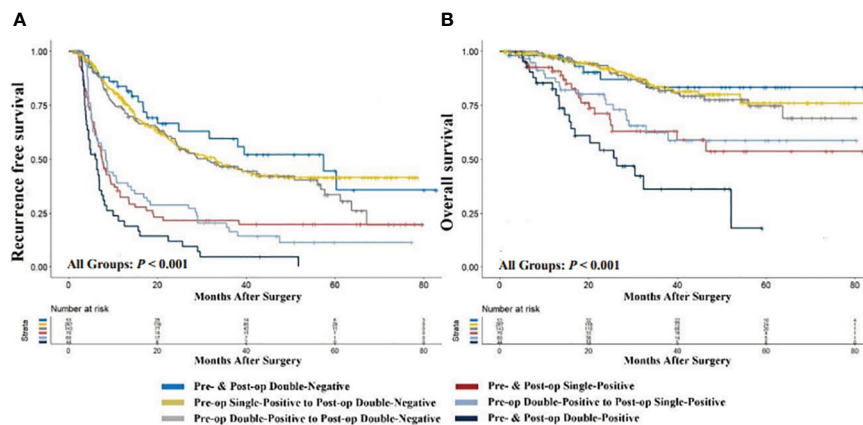 A
B
1.00
0.75
0.50
0.25
0.00
Recurrence free survival
All Groups: P < 0.001
0 20 40 60 80
Months After Surgery
Number at risk
Strata
0 20 40 60 80
Months After Surgery
1.00
0.75
0.50
0.25
0.00
Overall survival
All Groups: P < 0.001
0 20 40 60 80
Months After Surgery
Number at risk
Strata
0 20 40 60 80
Months After Surgery
Pre- & Post-op Double-Negative
Pre-op Single-Positive to Post-op Double-Negative
Pre-op Double-Positive to Post-op Double-Negative
Pre- & Post-op Single-Positive
Pre-op Double-Positive to Post-op Single-Positive
Pre- & Post-op Double-Positive